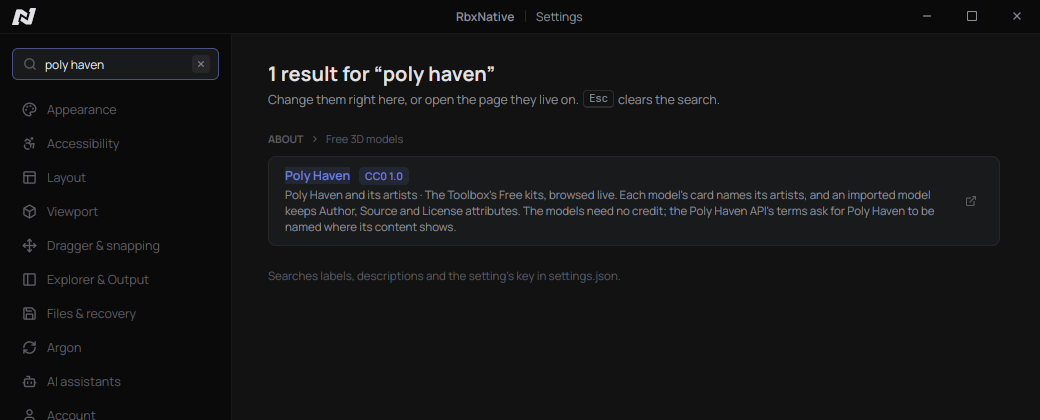 RbxNative | Settings
poly haven
Appearance
Accessibility
Layout
Viewport
Dragger & snapping
Explorer & Output
Files & recovery
Argon
AI assistants
Account
1 result for “poly haven”
Change them right here, or open the page they live on. Esc clears the search.
ABOUT > Free 3D models
Poly Haven CC0 1.0
Poly Haven and its artists · The Toolbox's Free kits, browsed live. Each model's card names its artists, and an imported model
keeps Author, Source and License attributes. The models need no credit; the Poly Haven API's terms ask for Poly Haven to be
named where its content shows.
Searches labels, descriptions and the setting's key in settings.json.